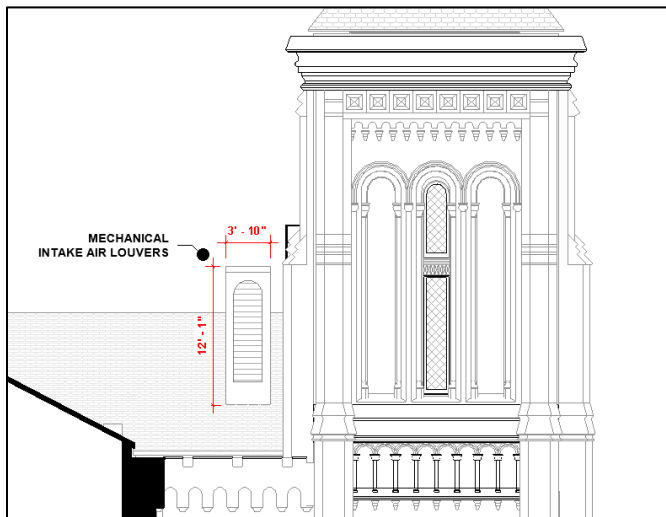 3' - 10"
MECHANICAL
INTAKE AIR LOUVERS
12' - 1"